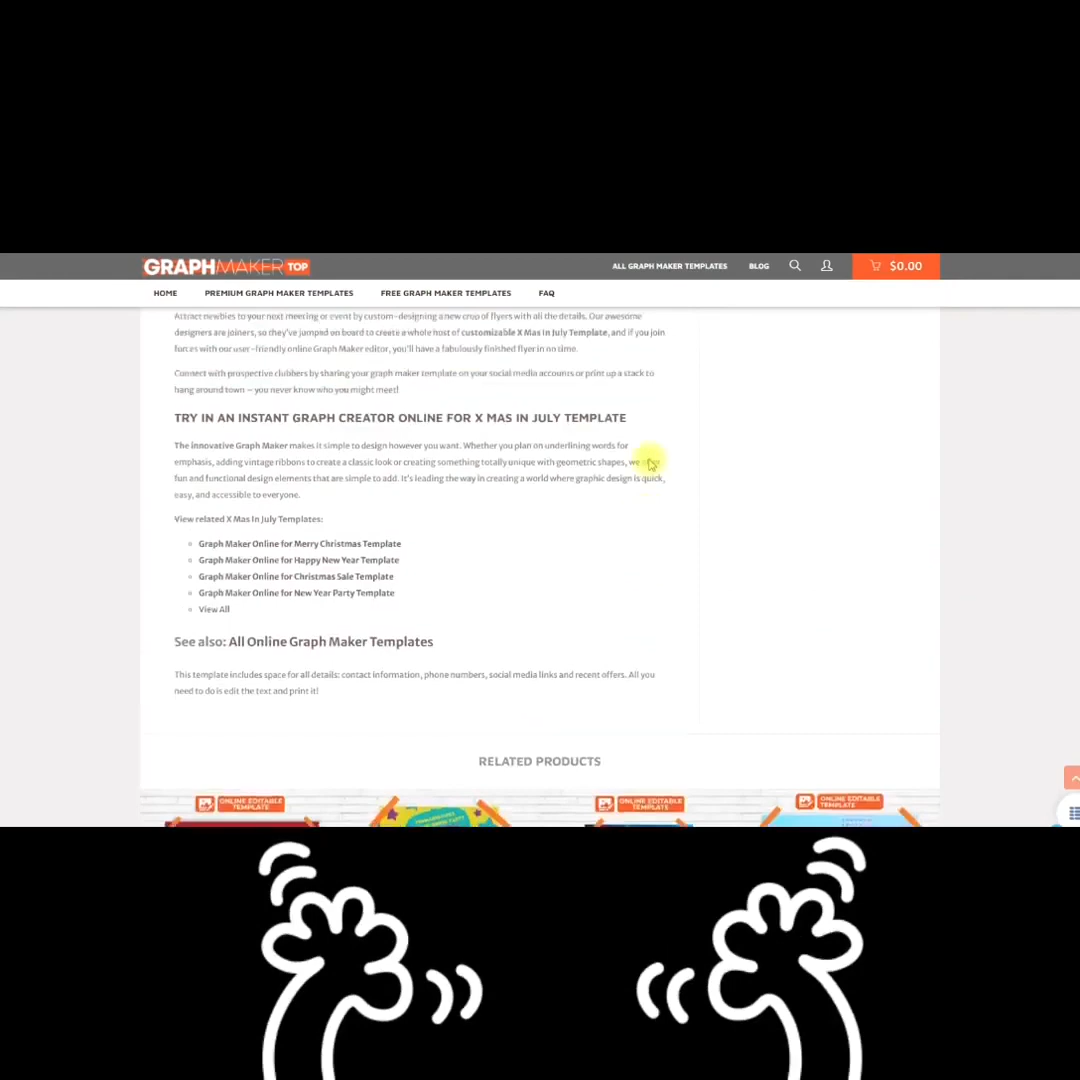 GRAPHMAKER TOP
ALL GRAPH MAKER TEMPLATES BLOG $0.00
HOME PREMIUM GRAPH MAKER TEMPLATES FREE GRAPH MAKER TEMPLATES FAQ
Attract newbies to your next meeting or event by custom-designing a new crop of flyers with all the details. Our awesome
designers are joiners, so they've jumped on board to create a whole host of customizable X Mas In July Template, and if you join
forces with our user-friendly online Graph Maker editor, you'll have a fabulously finished flyer in no time.
Connect with prospective clubbers by sharing your graph maker template on your social media accounts or print up a stack to
hang around town – you never know who you might meet!
TRY IN AN INSTANT GRAPH CREATOR ONLINE FOR X MAS IN JULY TEMPLATE
The innovative Graph Maker makes it simple to design however you want. Whether you plan on underlining words for
emphasis, adding vintage ribbons to create a classic look or creating something totally unique with geometric shapes, we
fun and functional design elements that are simple to add. It's leading the way in creating a world where graphic design is quick,
easy, and accessible to everyone.
View related X Mas In July Templates:
Graph Maker Online for Merry Christmas Template
Graph Maker Online for Happy New Year Template
Graph Maker Online for Christmas Sale Template
Graph Maker Online for New Year Party Template
View All
See also: All Online Graph Maker Templates
This template includes space for all details: contact information, phone numbers, social media links and recent offers. All you
need to do is edit the text and print it!
RELATED PRODUCTS
ONLINE EDITABLE
TEMPLATE
ONLINE EDITABLE
TEMPLATE
ONLINE EDITABLE
TEMPLATE